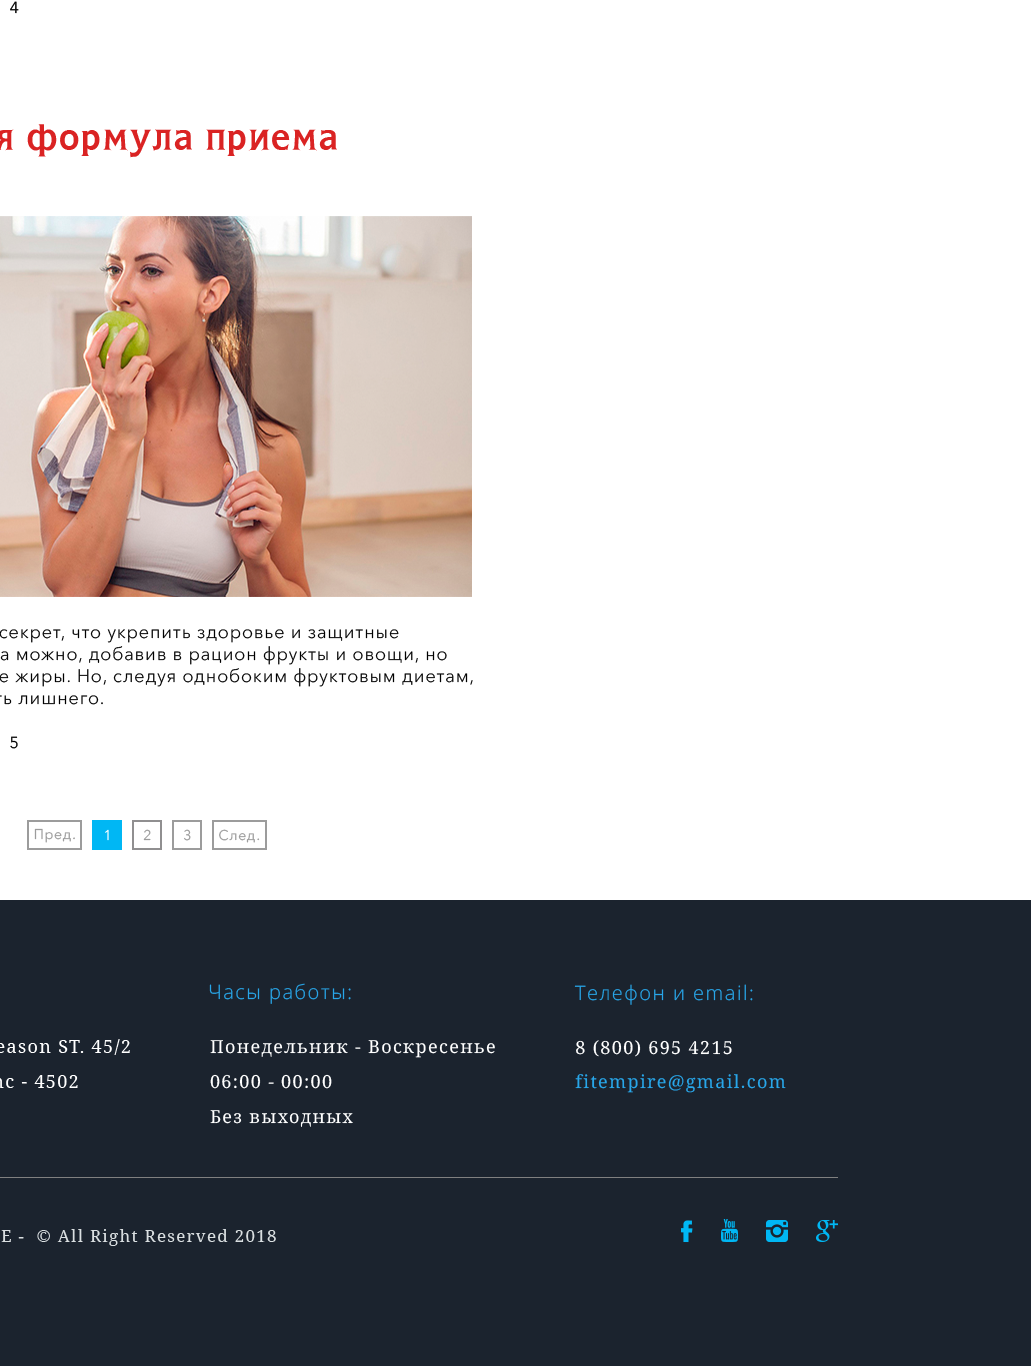 4
я формула приема
секрет, что укрепить здоровье и защитные
а можно, добавив в рацион фрукты и овощи, но
е жиры. Но, следуя однобоким фруктовым диетам,
ть лишнего.
5
Пред. 1 2 3 След.
Часы работы:
Телефон и email:
eason ST. 45/2
Понедельник - Воскресенье
8 (800) 695 4215
нс - 4502
06:00 - 00:00
fitempire@gmail.com
Без выходных
E - © All Right Reserved 2018
You Tube